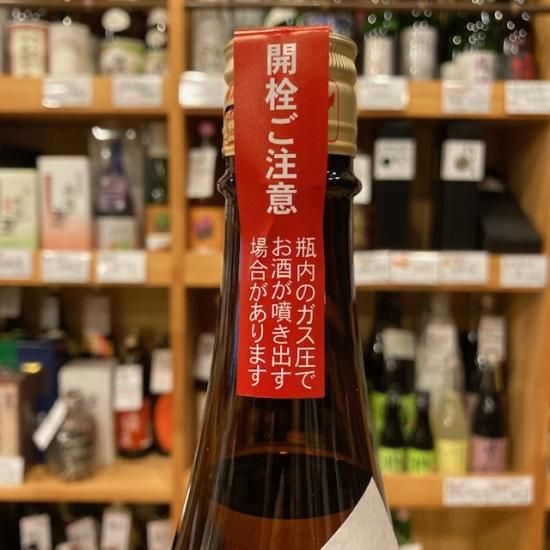 開栓ご注意
瓶内のガス圧で
お酒が噴き出す
場合があります